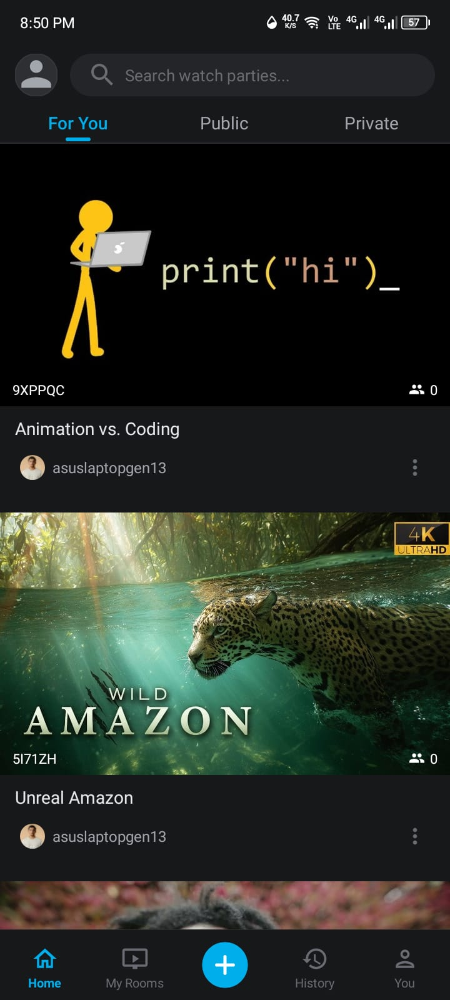 8:50 PM
40.7 K/S
Vo LTE
4G
4G
57
Search watch parties...
For You
Public
Private
print("hi")_
9XPPQC
0
Animation vs. Coding
asuslaptopgen13
4K
ULTRAHD
WILD
AMAZON
5I71ZH
0
Unreal Amazon
asuslaptopgen13
Home
My Rooms
History
You